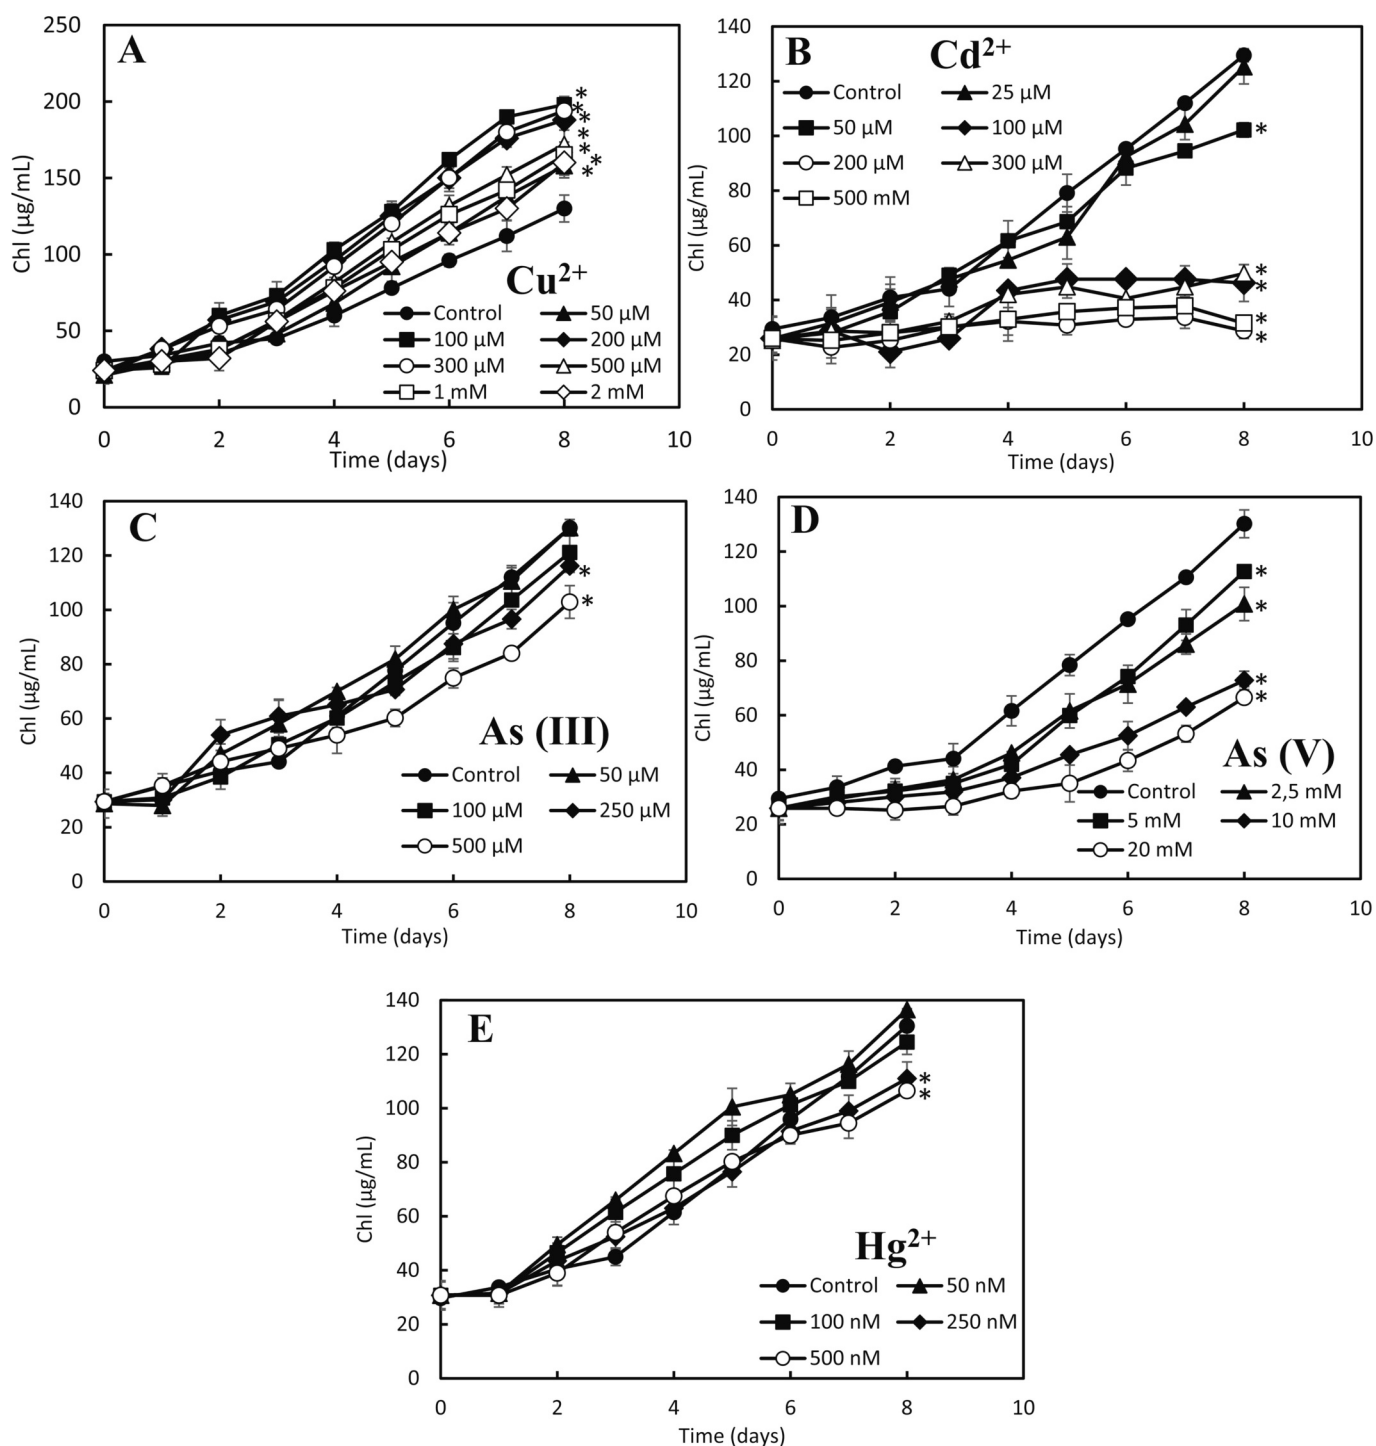 A
250
200
150
100
50
0
Chl (µg/mL)
*
*
*
*
*
*
*
Cu2+
Control
50 µM
100 µM
200 µM
300 µM
500 µM
1 mM
2 mM
0 2 4 6 8 10
Time (days)
B
Cd2+
140
120
100
80
60
40
20
0
Chl (µg/mL)
Control
25 µM
50 µM
100 µM
200 µM
300 µM
500 mM
*
*
*
*
*
0 2 4 6 8 10
Time (days)
C
140
120
100
80
60
40
20
0
Chl (µg/mL)
*
*
As (III)
Control
50 µM
100 µM
250 µM
500 µM
0 2 4 6 8 10
Time (days)
D
140
120
100
80
60
40
20
0
Chl (µg/mL)
*
*
*
*
As (V)
Control
2,5 mM
5 mM
10 mM
20 mM
0 2 4 6 8 10
Time (days)
E
140
120
100
80
60
40
20
0
Chl (µg/mL)
*
*
Hg2+
Control
50 nM
100 nM
250 nM
500 nM
0 2 4 6 8 10
Time (days)